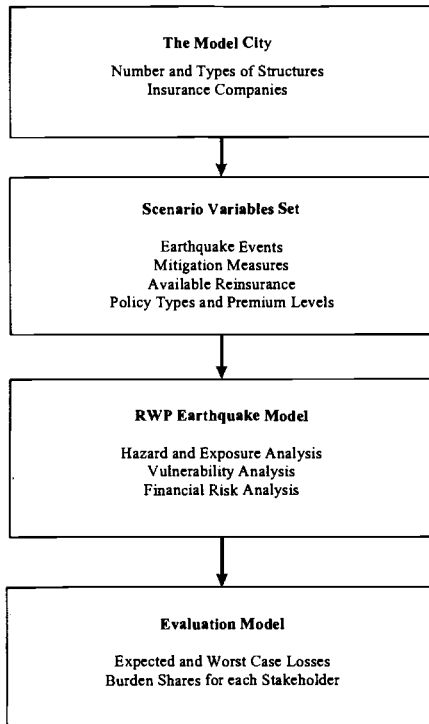 The Model City
Number and Types of Structures
Insurance Companies
Scenario Variables Set
Earthquake Events
Mitigation Measures
Available Reinsurance
Policy Types and Premium Levels
RWP Earthquake Model
Hazard and Exposure Analysis
Vulnerability Analysis
Financial Risk Analysis
Evaluation Model
Expected and Worst Case Losses
Burden Shares for each Stakeholder